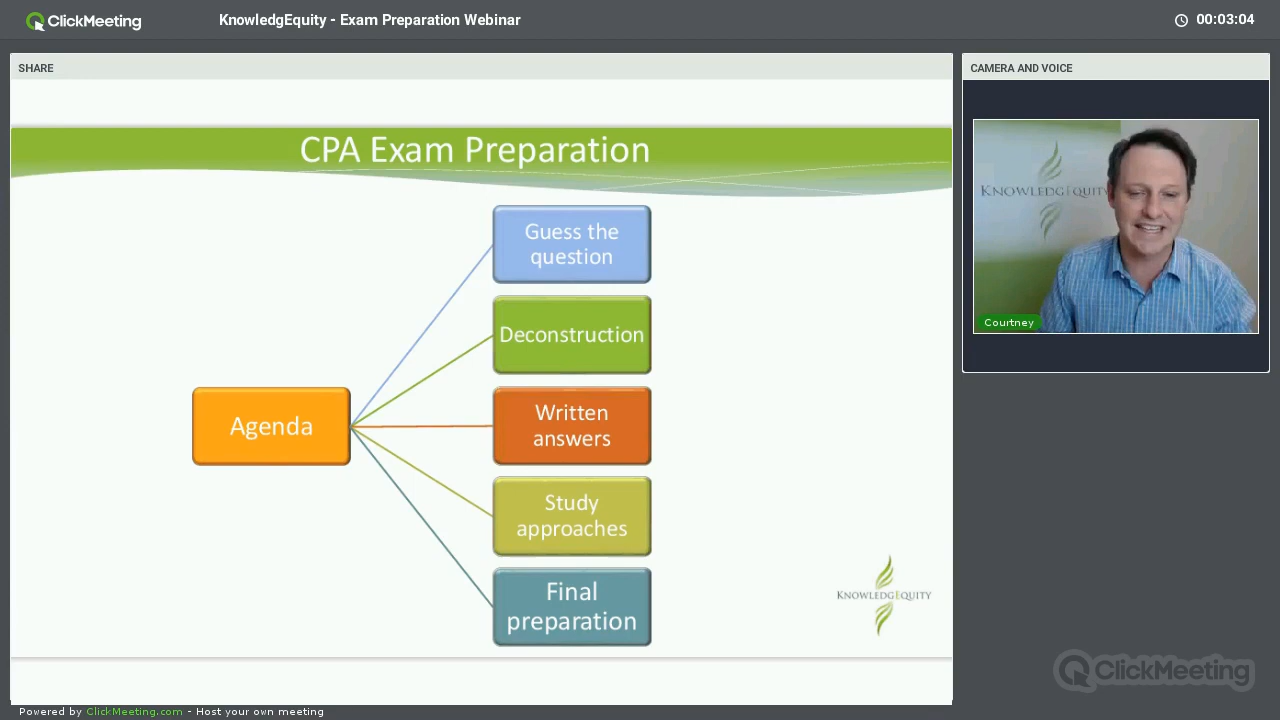 ClickMeeting
KnowledgEquity - Exam Preparation Webinar
00:03:04
SHARE
CAMERA AND VOICE
CPA Exam Preparation
Guess the
question
Deconstruction
Agenda
Written
answers
Study
approaches
Final
preparation
KNOWLEDGEQUITY
KNOWLEDGEQUITY
Courtney
ClickMeeting
Powered by ClickMeeting.com - Host your own meeting